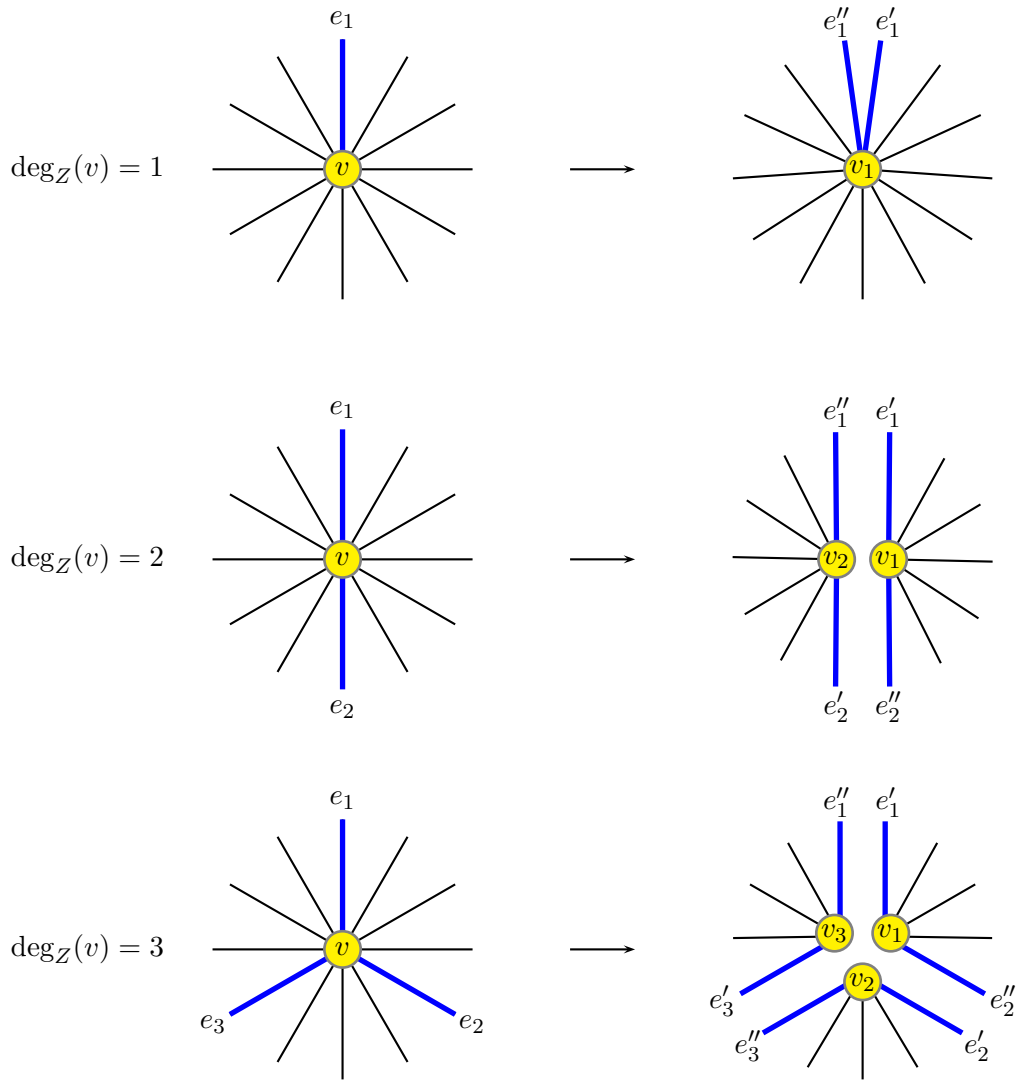 e₁ e₁′′ e₁′
deg_Z(v) = 1 v v₁
e₁ e₁′′ e₁′
deg_Z(v) = 2 v v₂ v₁
e₂ e₂′ e₂′′
e₁ e₁′′ e₁′
deg_Z(v) = 3 v v₃ v₁
e₃ e₂ e₃′ v₂ e₂′′
e₃′′ e₂′